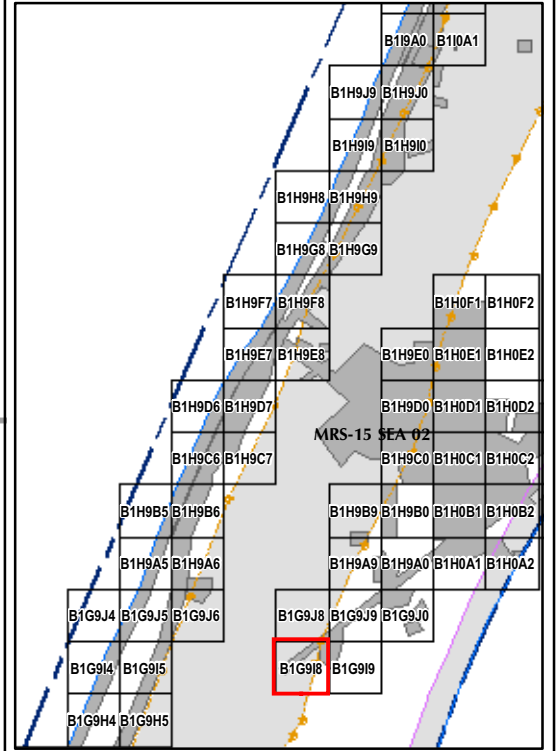 B1I9A0 B1I0A1
B1H9J9 B1H9J0
B1H9I9 B1H9I0
B1H9H8 B1H9H9
B1H9G8 B1H9G9
B1H9F7 B1H9F8 B1H0F1 B1H0F2
B1H9E7 B1H9E8 B1H9E0 B1H0E1 B1H0E2
B1H9D6 B1H9D7 B1H9D0 B1H0D1 B1H0D2
MRS-15 SEA 02
B1H9C6 B1H9C7 B1H9C0 B1H0C1 B1H0C2
B1H9B5 B1H9B6 B1H9B9 B1H9B0 B1H0B1 B1H0B2
B1H9A5 B1H9A6 B1H9A9 B1H9A0 B1H0A1 B1H0A2
B1G9J4 B1G9J5 B1G9J6 B1G9J8 B1G9J9 B1G9J0
B1G9I4 B1G9I5 B1G9I8 B1G9I9
B1G9H4 B1G9H5